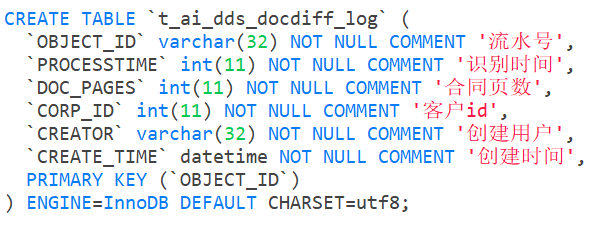 CREATE TABLE `t_ai_dds_docdiff_log` (
  `OBJECT_ID` varchar(32) NOT NULL COMMENT '流水号',
  `PROCESSTIME` int(11) NOT NULL COMMENT '识别时间',
  `DOC_PAGES` int(11) NOT NULL COMMENT '合同页数',
  `CORP_ID` int(11) NOT NULL COMMENT '客户id',
  `CREATOR` varchar(32) NOT NULL COMMENT '创建用户',
  `CREATE_TIME` datetime NOT NULL COMMENT '创建时间',
  PRIMARY KEY (`OBJECT_ID`)
) ENGINE=InnoDB DEFAULT CHARSET=utf8;